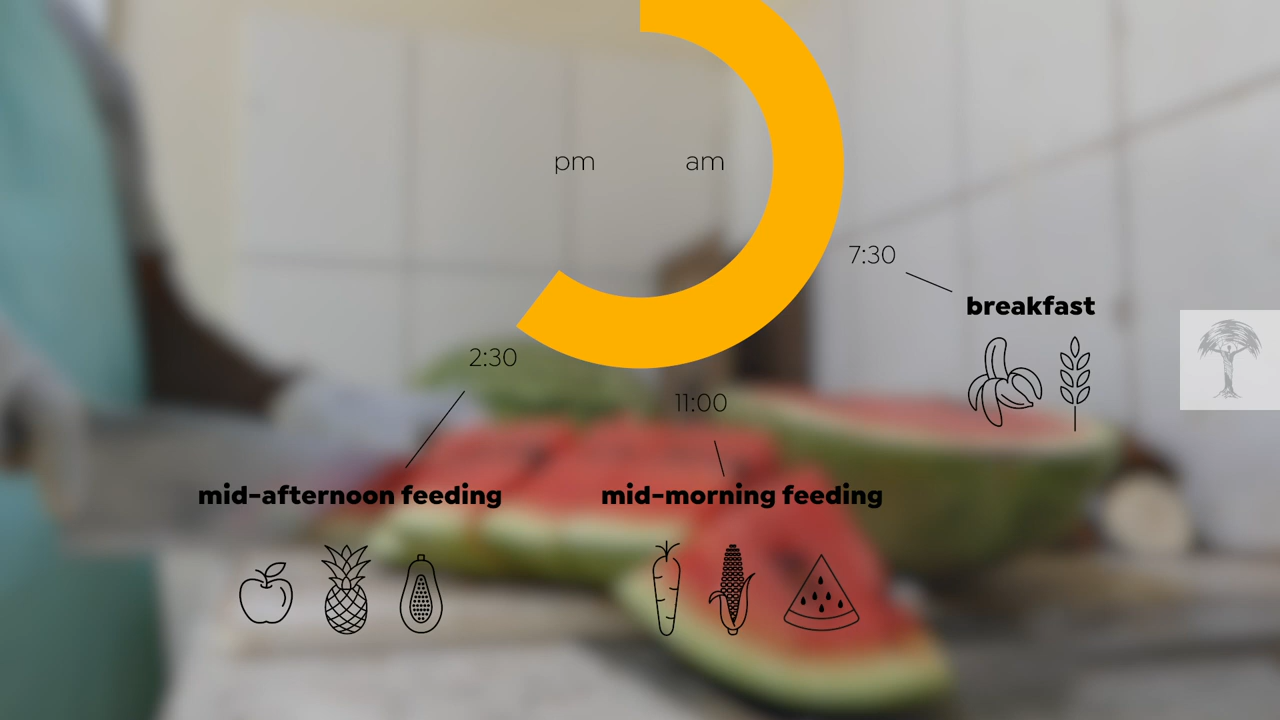 pm am
7:30
breakfast
2:30
11:00
mid-afternoon feeding
mid-morning feeding